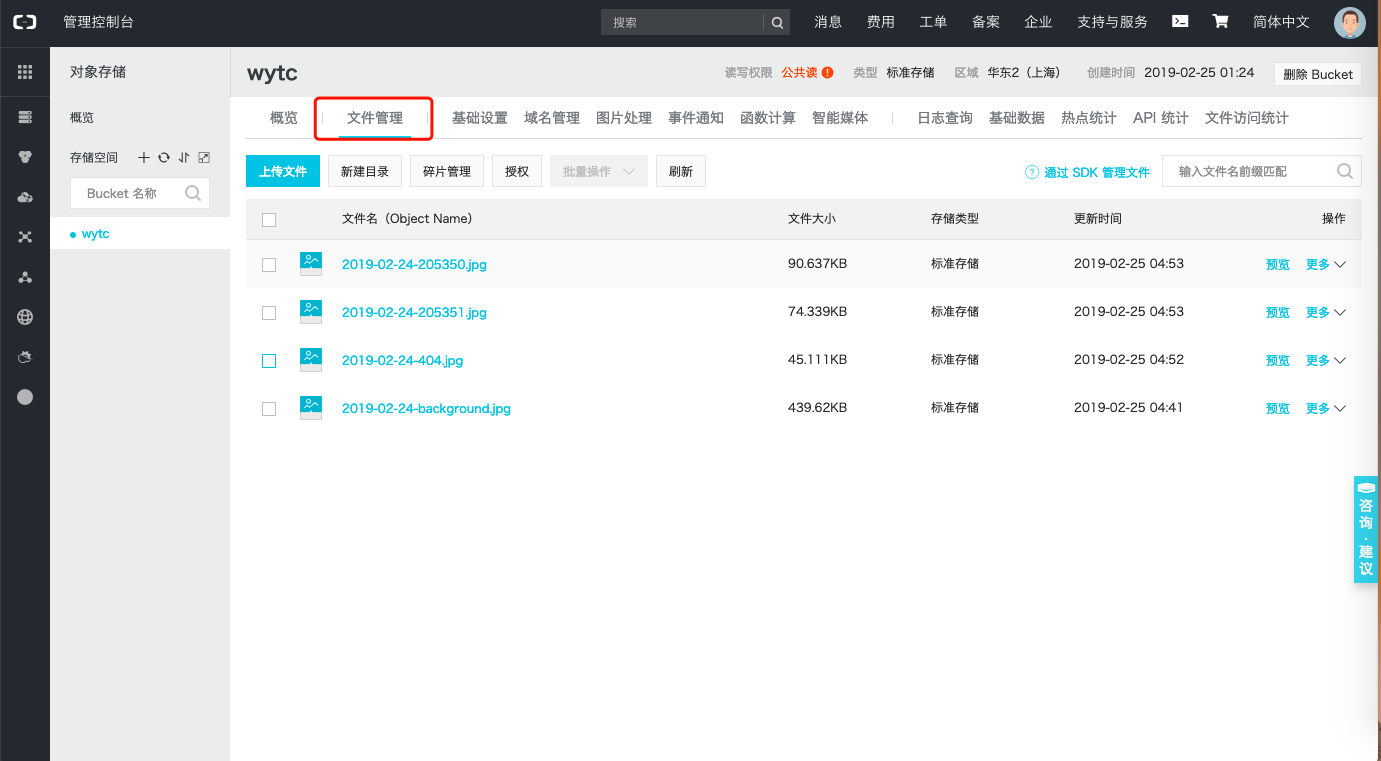 管理控制台 搜索 消息 费用 工单 备案 企业 支持与服务 简体中文
对象存储
概览
存储空间
Bucket 名称
wytc
wytc 读写权限 公共读 类型 标准存储 区域 华东2（上海） 创建时间 2019-02-25 01:24 删除 Bucket
概览 文件管理 基础设置 域名管理 图片处理 事件通知 函数计算 智能媒体 日志查询 基础数据 热点统计 API 统计 文件访问统计
上传文件 新建目录 碎片管理 授权 批量操作 刷新 通过 SDK 管理文件 输入文件名前缀匹配
文件名（Object Name） 文件大小 存储类型 更新时间 操作
2019-02-24-205350.jpg 90.637KB 标准存储 2019-02-25 04:53 预览 更多
2019-02-24-205351.jpg 74.339KB 标准存储 2019-02-25 04:53 预览 更多
2019-02-24-404.jpg 45.111KB 标准存储 2019-02-25 04:52 预览 更多
2019-02-24-background.jpg 439.62KB 标准存储 2019-02-25 04:41 预览 更多
咨询·建议